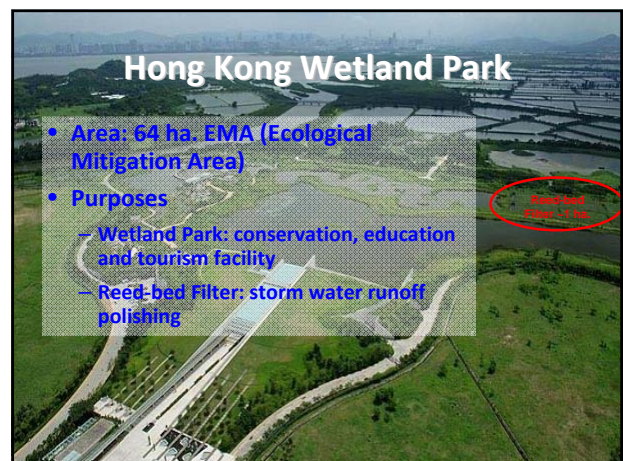 Hong Kong Wetland Park
• Area: 64 ha. EMA (Ecological
Mitigation Area)
• Purposes
– Wetland Park: conservation, education
and tourism facility
– Reed-bed Filter: storm water runoff
polishing
Reed-bed
Filter ~1 ha.